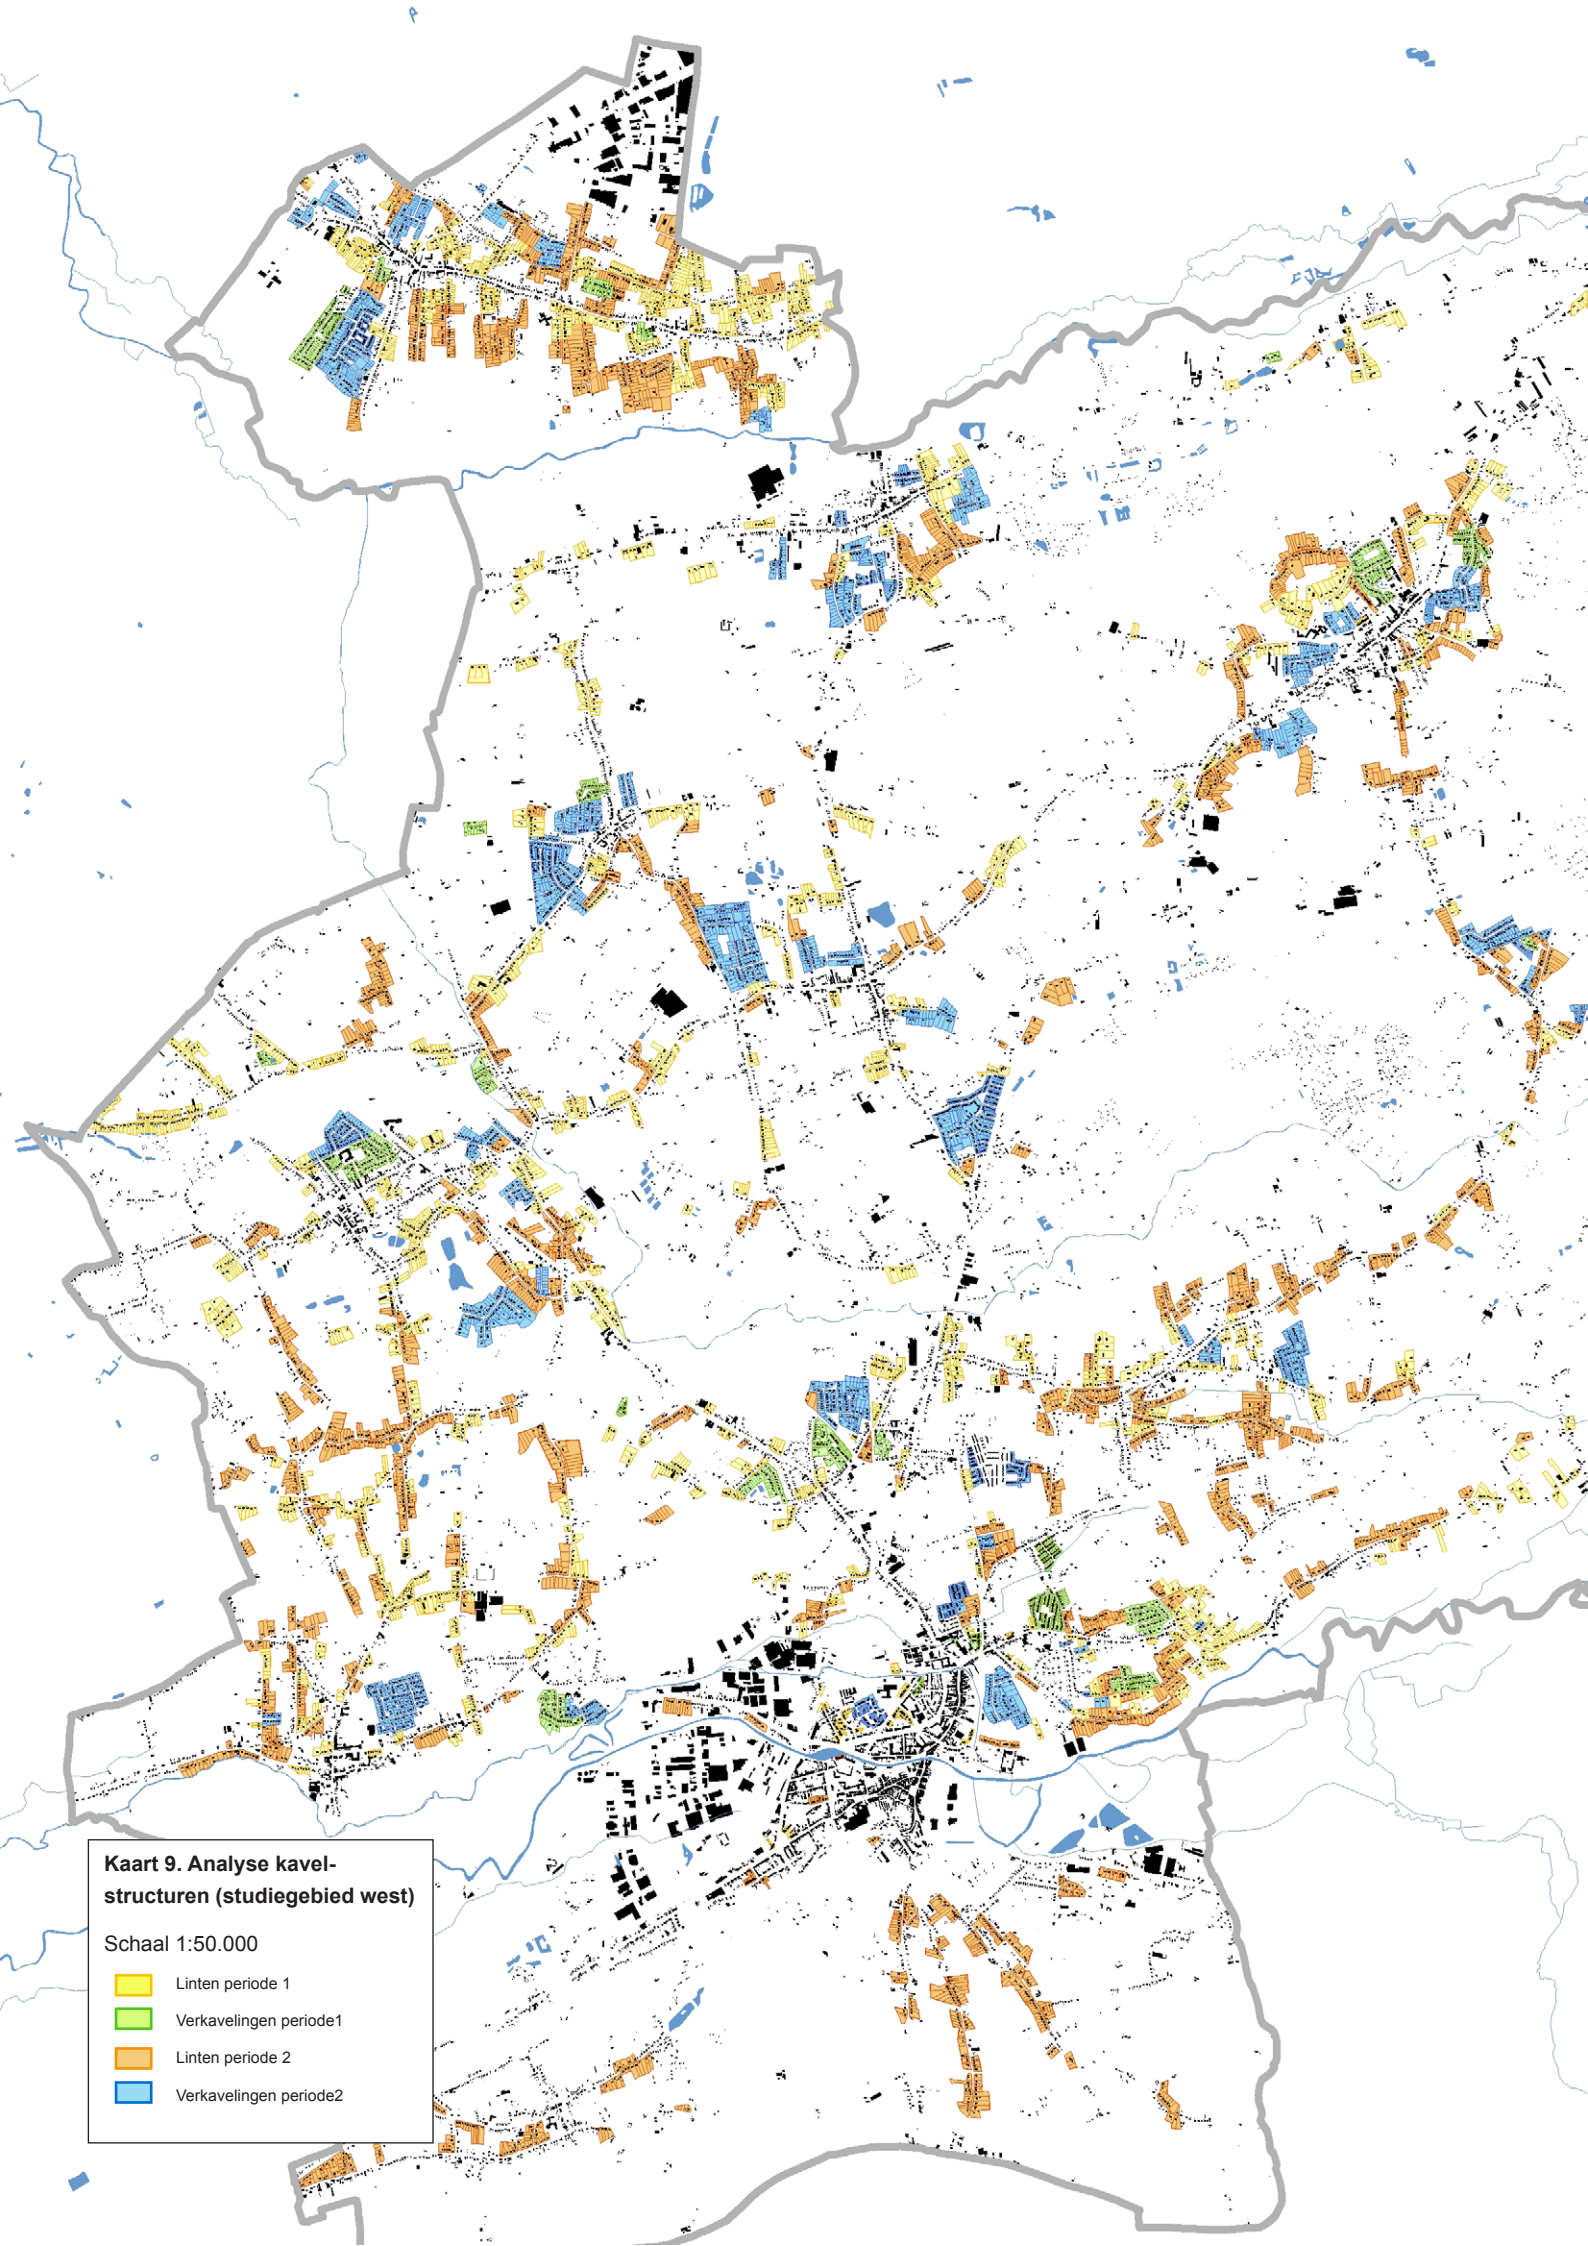 Kaart 9. Analyse kavel-
structuren (studiegebied west)
Schaal 1:50.000
Linten periode 1
Verkavelingen periode1
Linten periode 2
Verkavelingen periode2